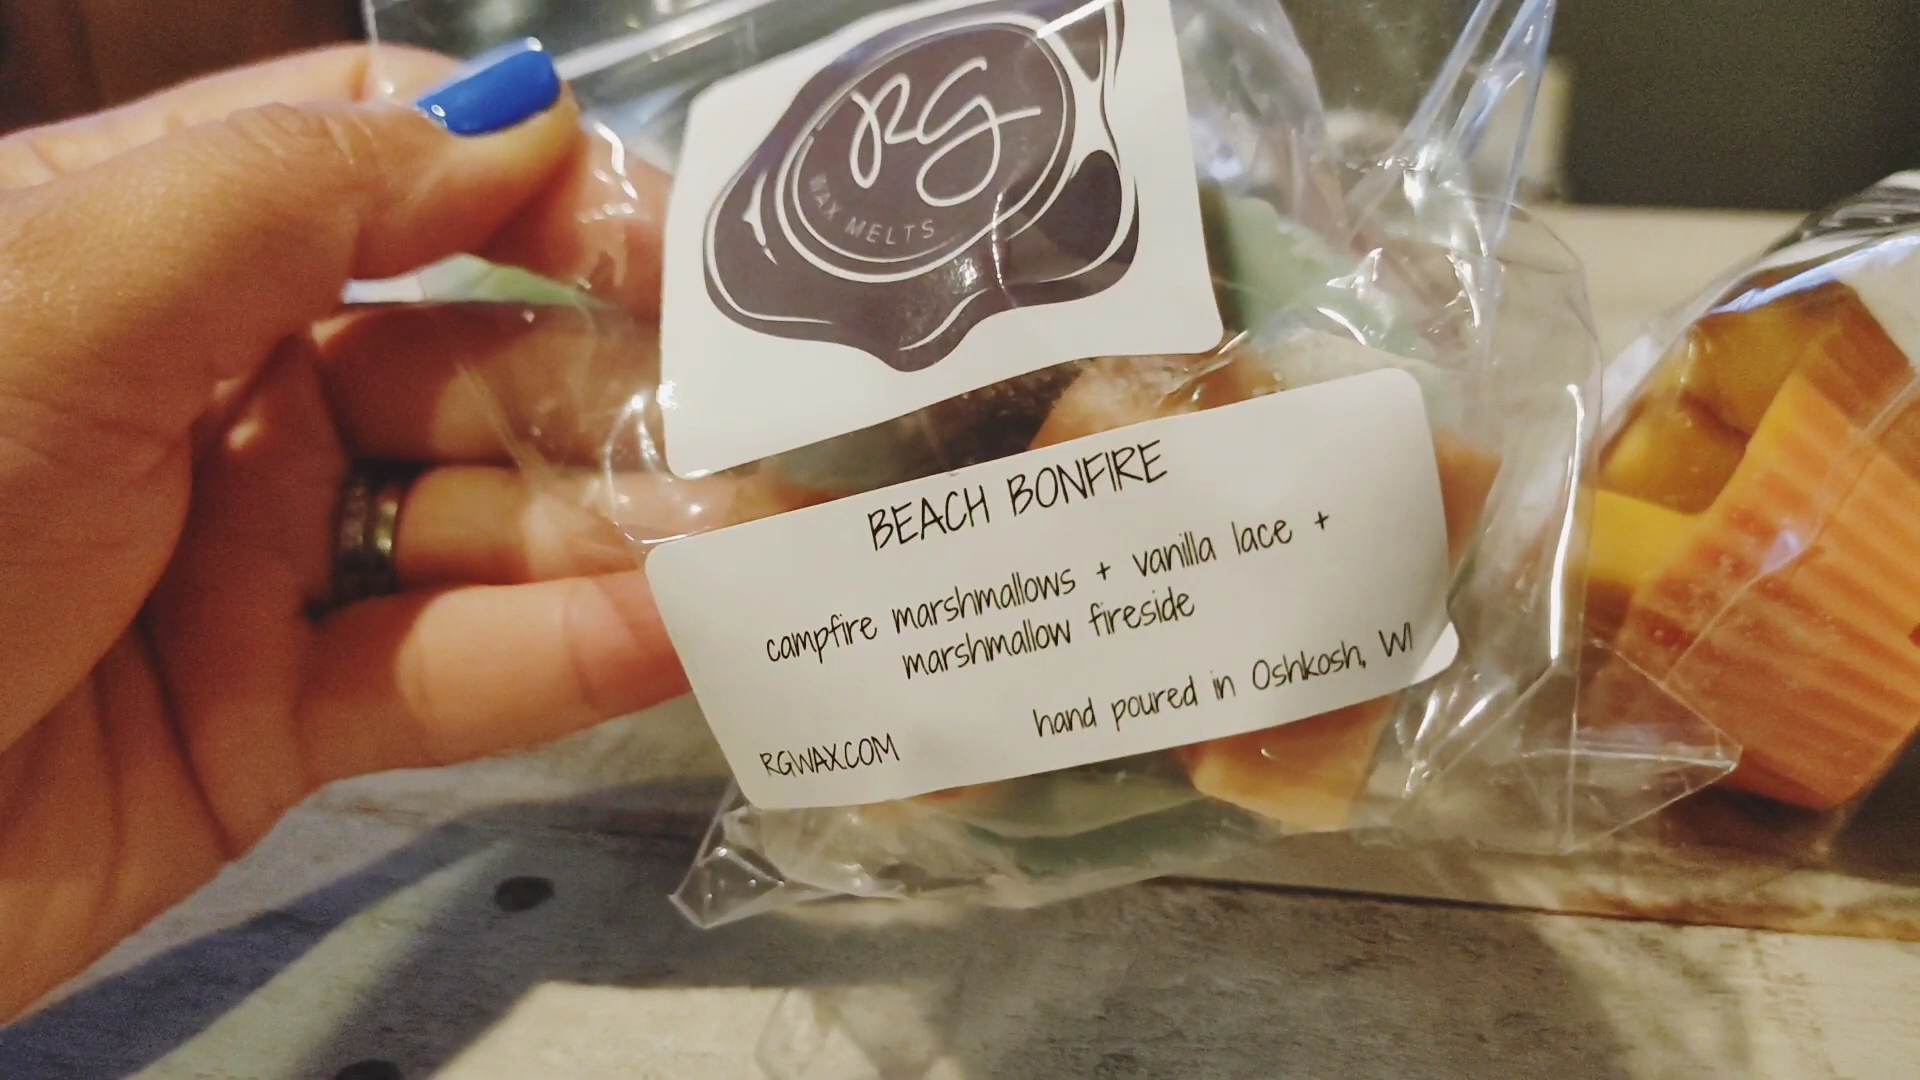 RG
WAX MELTS
BEACH BONFIRE
campfire marshmallows + vanilla lace +
marshmallow fireside
hand poured in Oshkosh, WI
RGWAX.COM